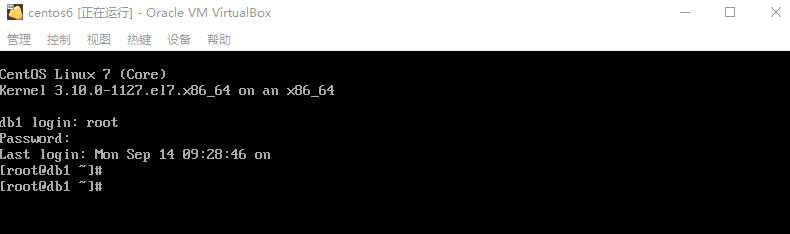 centos6 [正在运行] - Oracle VM VirtualBox
管理 控制 视图 热键 设备 帮助
CentOS Linux 7 (Core)
Kernel 3.10.0-1127.el7.x86_64 on an x86_64
db1 login: root
Password:
Last login: Mon Sep 14 09:28:46 on
[root@db1 ~]#
[root@db1 ~]#